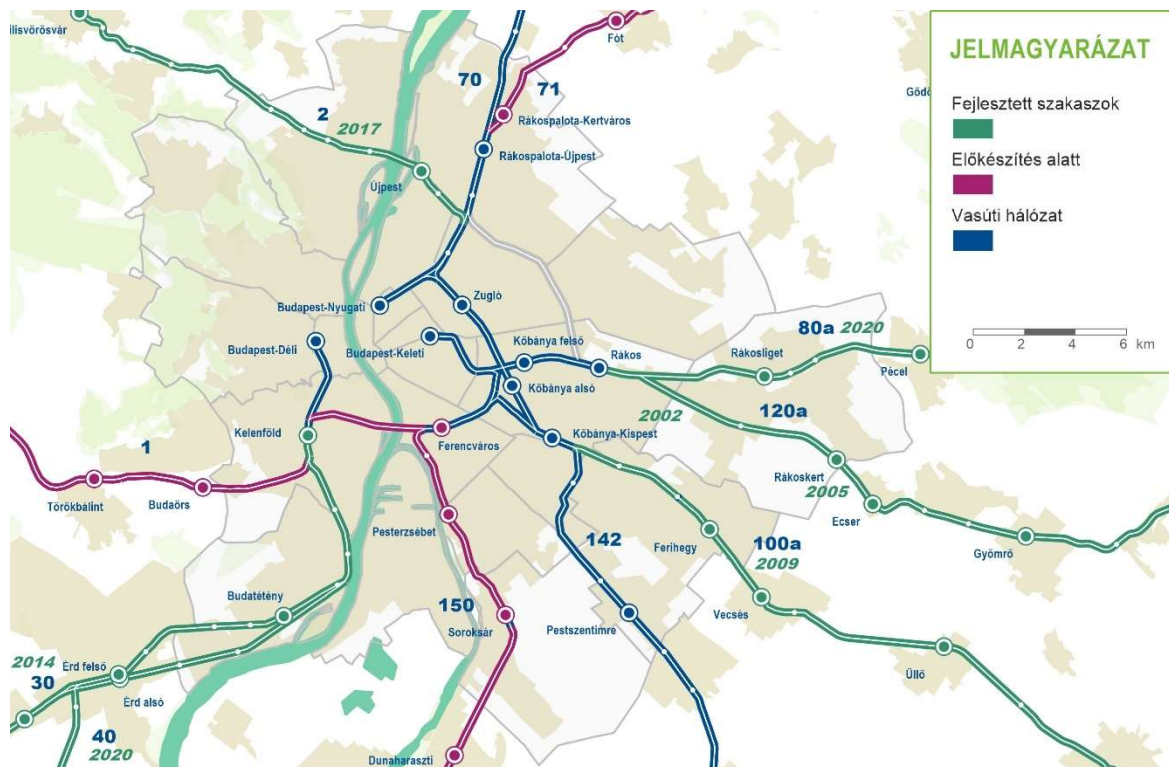 ilisvörösvár
Fót
70
71
2
2017
Rákospalota-Kertváros
Rákospalota-Újpest
Újpest
Budapest-Nyugati
Zugló
Budapest-Déli
Budapest-Keleti
Kőbánya felső
Rákos
Kőbánya alsó
80a 2020
Rákosliget
Pécel
2002
120a
Kelenföld
Ferencváros
Kőbánya-Kispest
1
Törökbálint
Budaörs
Rákoskert
2005
Ecser
Gyömrő
Pesterzsébet
142
Ferihegy
100a
2009
Vecsés
Budatétény
150
Soroksár
Pestszentimre
Üllő
2014
30
Érd felső
Érd alsó
40
2020
Dunaharaszti
JELMAGYARÁZAT
Gödö
Fejlesztett szakaszok
Előkészítés alatt
Vasúti hálózat
0 2 4 6 km